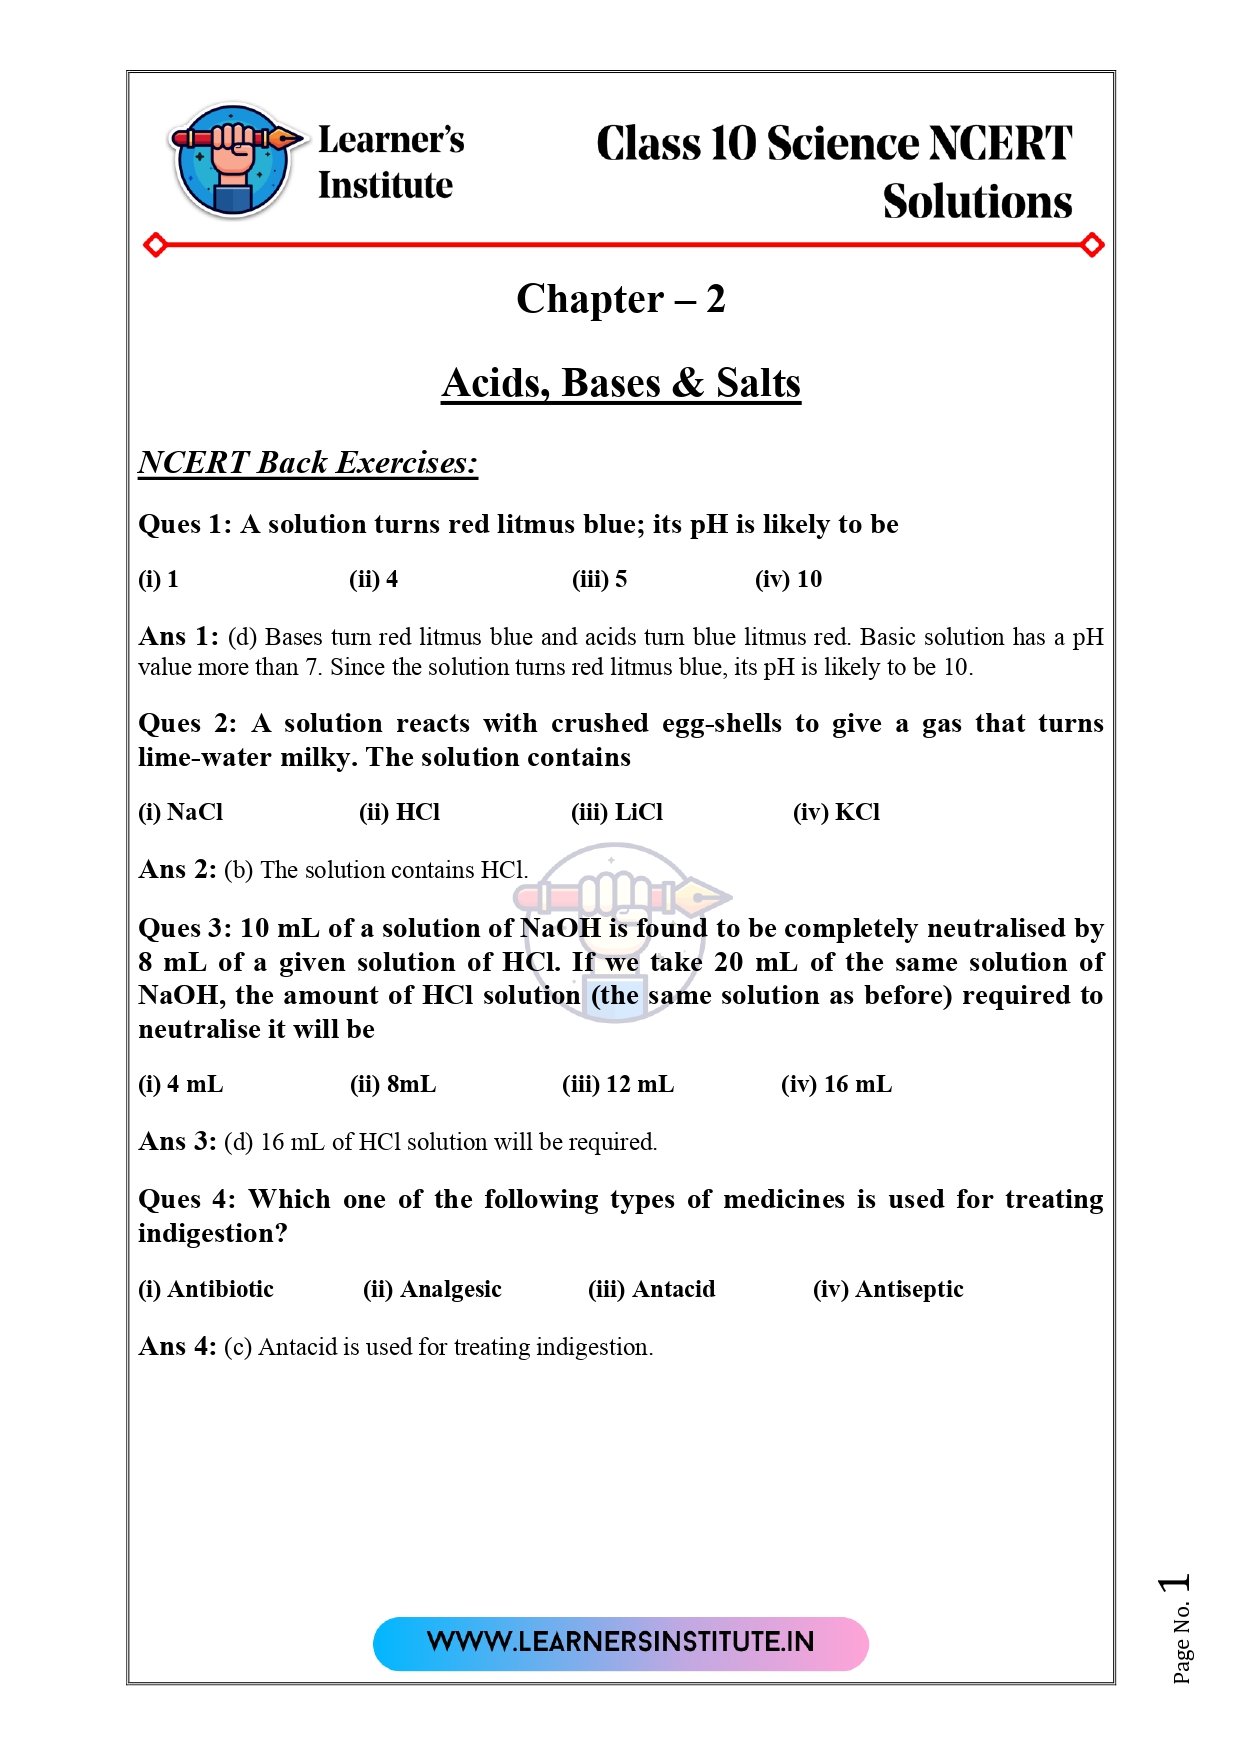 Learner's
Institute
Class 10 Science NCERT
Solutions
Chapter – 2
Acids, Bases & Salts
NCERT Back Exercises:
Ques 1: A solution turns red litmus blue; its pH is likely to be
(i) 1 (ii) 4 (iii) 5 (iv) 10
Ans 1: (d) Bases turn red litmus blue and acids turn blue litmus red. Basic solution has a pH
value more than 7. Since the solution turns red litmus blue, its pH is likely to be 10.
Ques 2: A solution reacts with crushed egg-shells to give a gas that turns
lime-water milky. The solution contains
(i) NaCl (ii) HCl (iii) LiCl (iv) KCl
Ans 2: (b) The solution contains HCl.
Ques 3: 10 mL of a solution of NaOH is found to be completely neutralised by
8 mL of a given solution of HCl. If we take 20 mL of the same solution of
NaOH, the amount of HCl solution (the same solution as before) required to
neutralise it will be
(i) 4 mL (ii) 8mL (iii) 12 mL (iv) 16 mL
Ans 3: (d) 16 mL of HCl solution will be required.
Ques 4: Which one of the following types of medicines is used for treating
indigestion?
(i) Antibiotic (ii) Analgesic (iii) Antacid (iv) Antiseptic
Ans 4: (c) Antacid is used for treating indigestion.
WWW.LEARNERSINSTITUTE.IN
Page No. 1